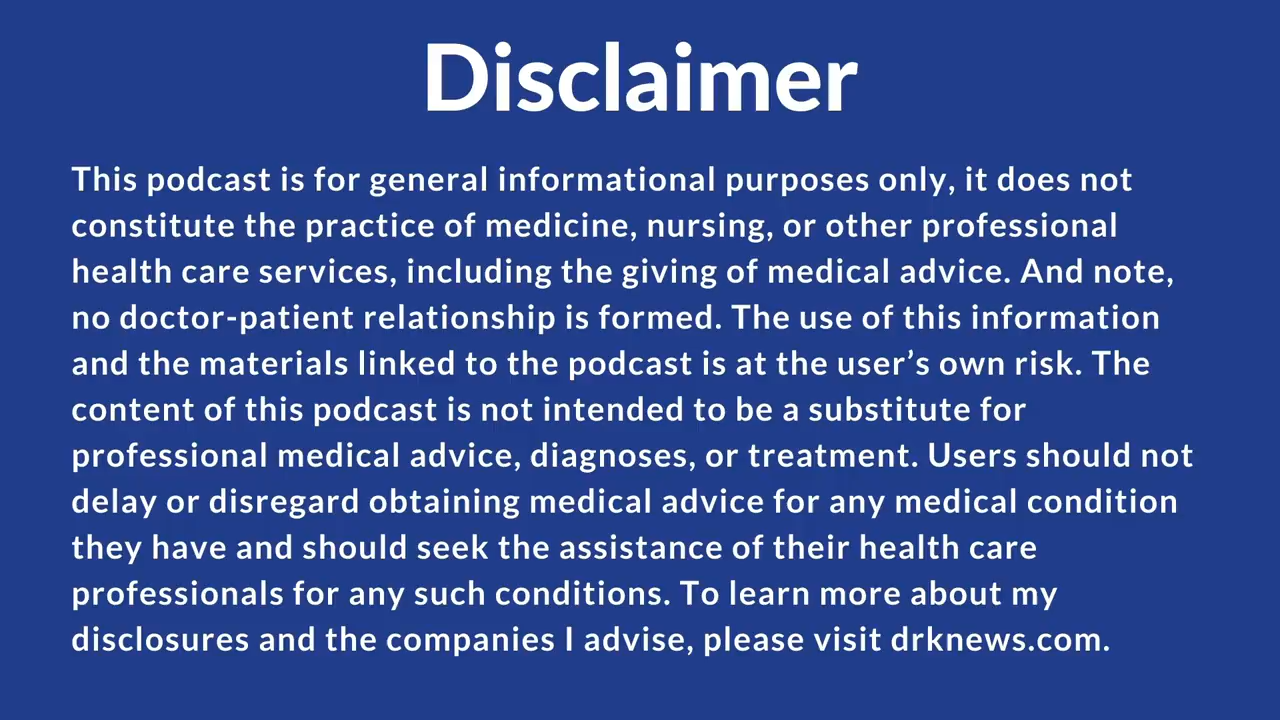 Disclaimer
This podcast is for general informational purposes only, it does not
constitute the practice of medicine, nursing, or other professional
health care services, including the giving of medical advice. And note,
no doctor-patient relationship is formed. The use of this information
and the materials linked to the podcast is at the user’s own risk. The
content of this podcast is not intended to be a substitute for
professional medical advice, diagnoses, or treatment. Users should not
delay or disregard obtaining medical advice for any medical condition
they have and should seek the assistance of their health care
professionals for any such conditions. To learn more about my
disclosures and the companies I advise, please visit drknews.com.